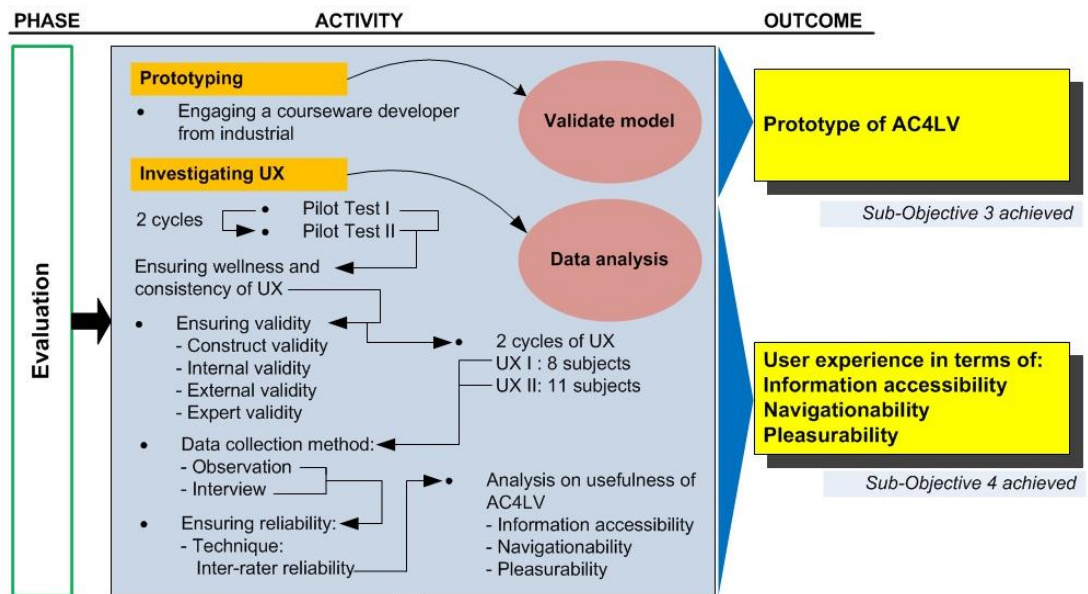 PHASE
ACTIVITY
OUTCOME
Evaluation
Prototyping
• Engaging a courseware developer
from industrial
Validate model
Investigating UX
2 cycles
• Pilot Test I
• Pilot Test II
Data analysis
Ensuring wellness and
consistency of UX
• Ensuring validity
- Construct validity
- Internal validity
- External validity
- Expert validity
• 2 cycles of UX
UX I : 8 subjects
UX II: 11 subjects
• Data collection method:
- Observation
- Interview
• Ensuring reliability:
- Technique:
Inter-rater reliability
• Analysis on usefulness of
AC4LV
- Information accessibility
- Navigationability
- Pleasurability
Prototype of AC4LV
Sub-Objective 3 achieved
User experience in terms of:
Information accessibility
Navigationability
Pleasurability
Sub-Objective 4 achieved